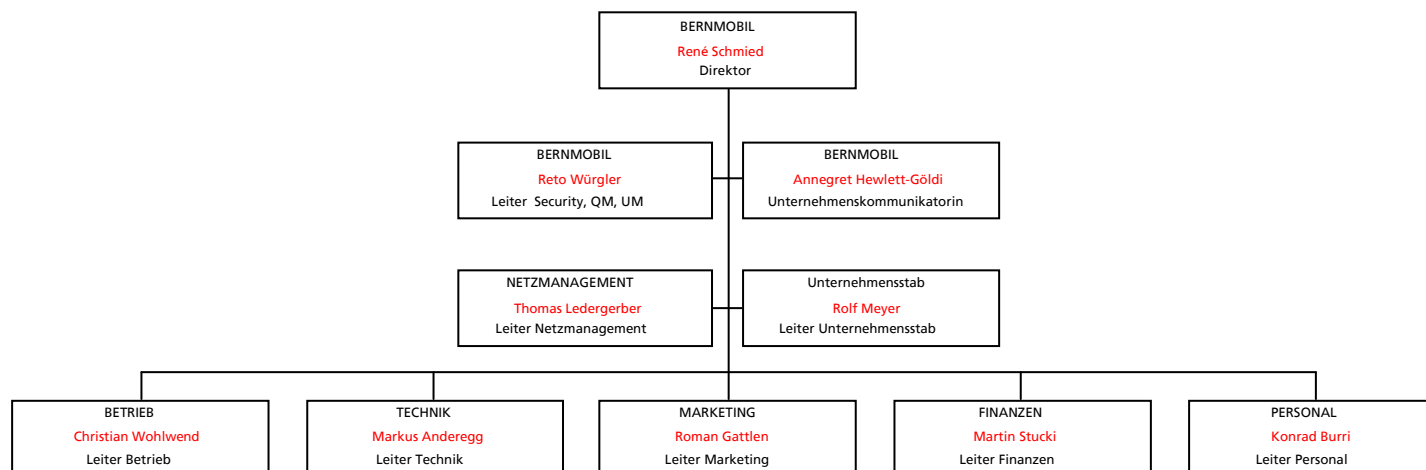 BERNMOBIL
René Schmied
Direktor
BERNMOBIL
Reto Würgler
Leiter Security, QM, UM
BERNMOBIL
Annegret Hewlett-Göldi
Unternehmenskommunikatorin
NETZMANAGEMENT
Thomas Ledergerber
Leiter Netzmanagement
Unternehmensstab
Rolf Meyer
Leiter Unternehmensstab
BETRIEB
Christian Wohlwend
Leiter Betrieb
TECHNIK
Markus Anderegg
Leiter Technik
MARKETING
Roman Gattlen
Leiter Marketing
FINANZEN
Martin Stucki
Leiter Finanzen
PERSONAL
Konrad Burri
Leiter Personal